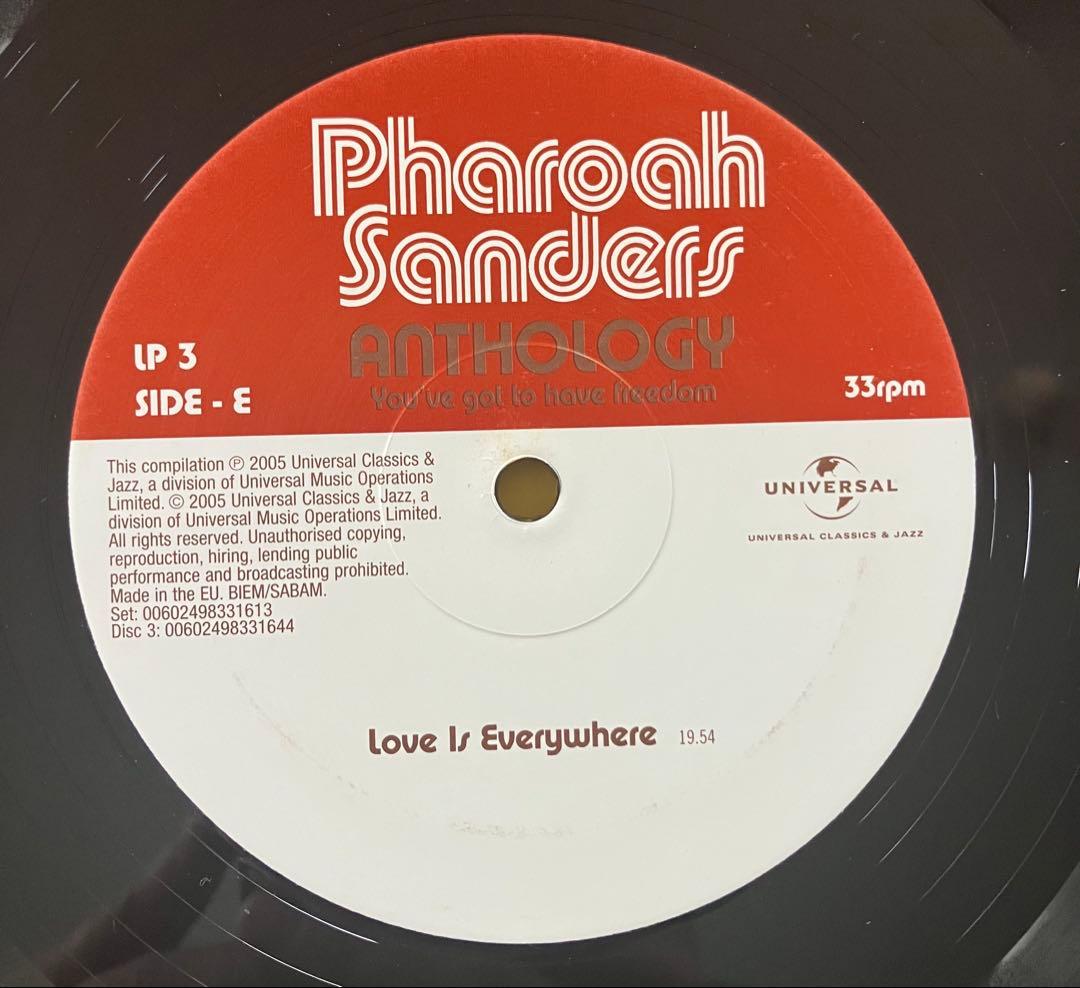 Pharoah
Sanders
ANTHOLOGY
You've got to have freedom
LP 3
SIDE - E
33rpm
This compilation ℗ 2005 Universal Classics &
Jazz, a division of Universal Music Operations
Limited. © 2005 Universal Classics & Jazz, a
division of Universal Music Operations Limited.
All rights reserved. Unauthorised copying,
reproduction, hiring, lending public
performance and broadcasting prohibited.
Made in the EU. BIEM/SABAM.
Set: 00602498331613
Disc 3: 00602498331644
UNIVERSAL
UNIVERSAL CLASSICS & JAZZ
Love Is Everywhere 19.54